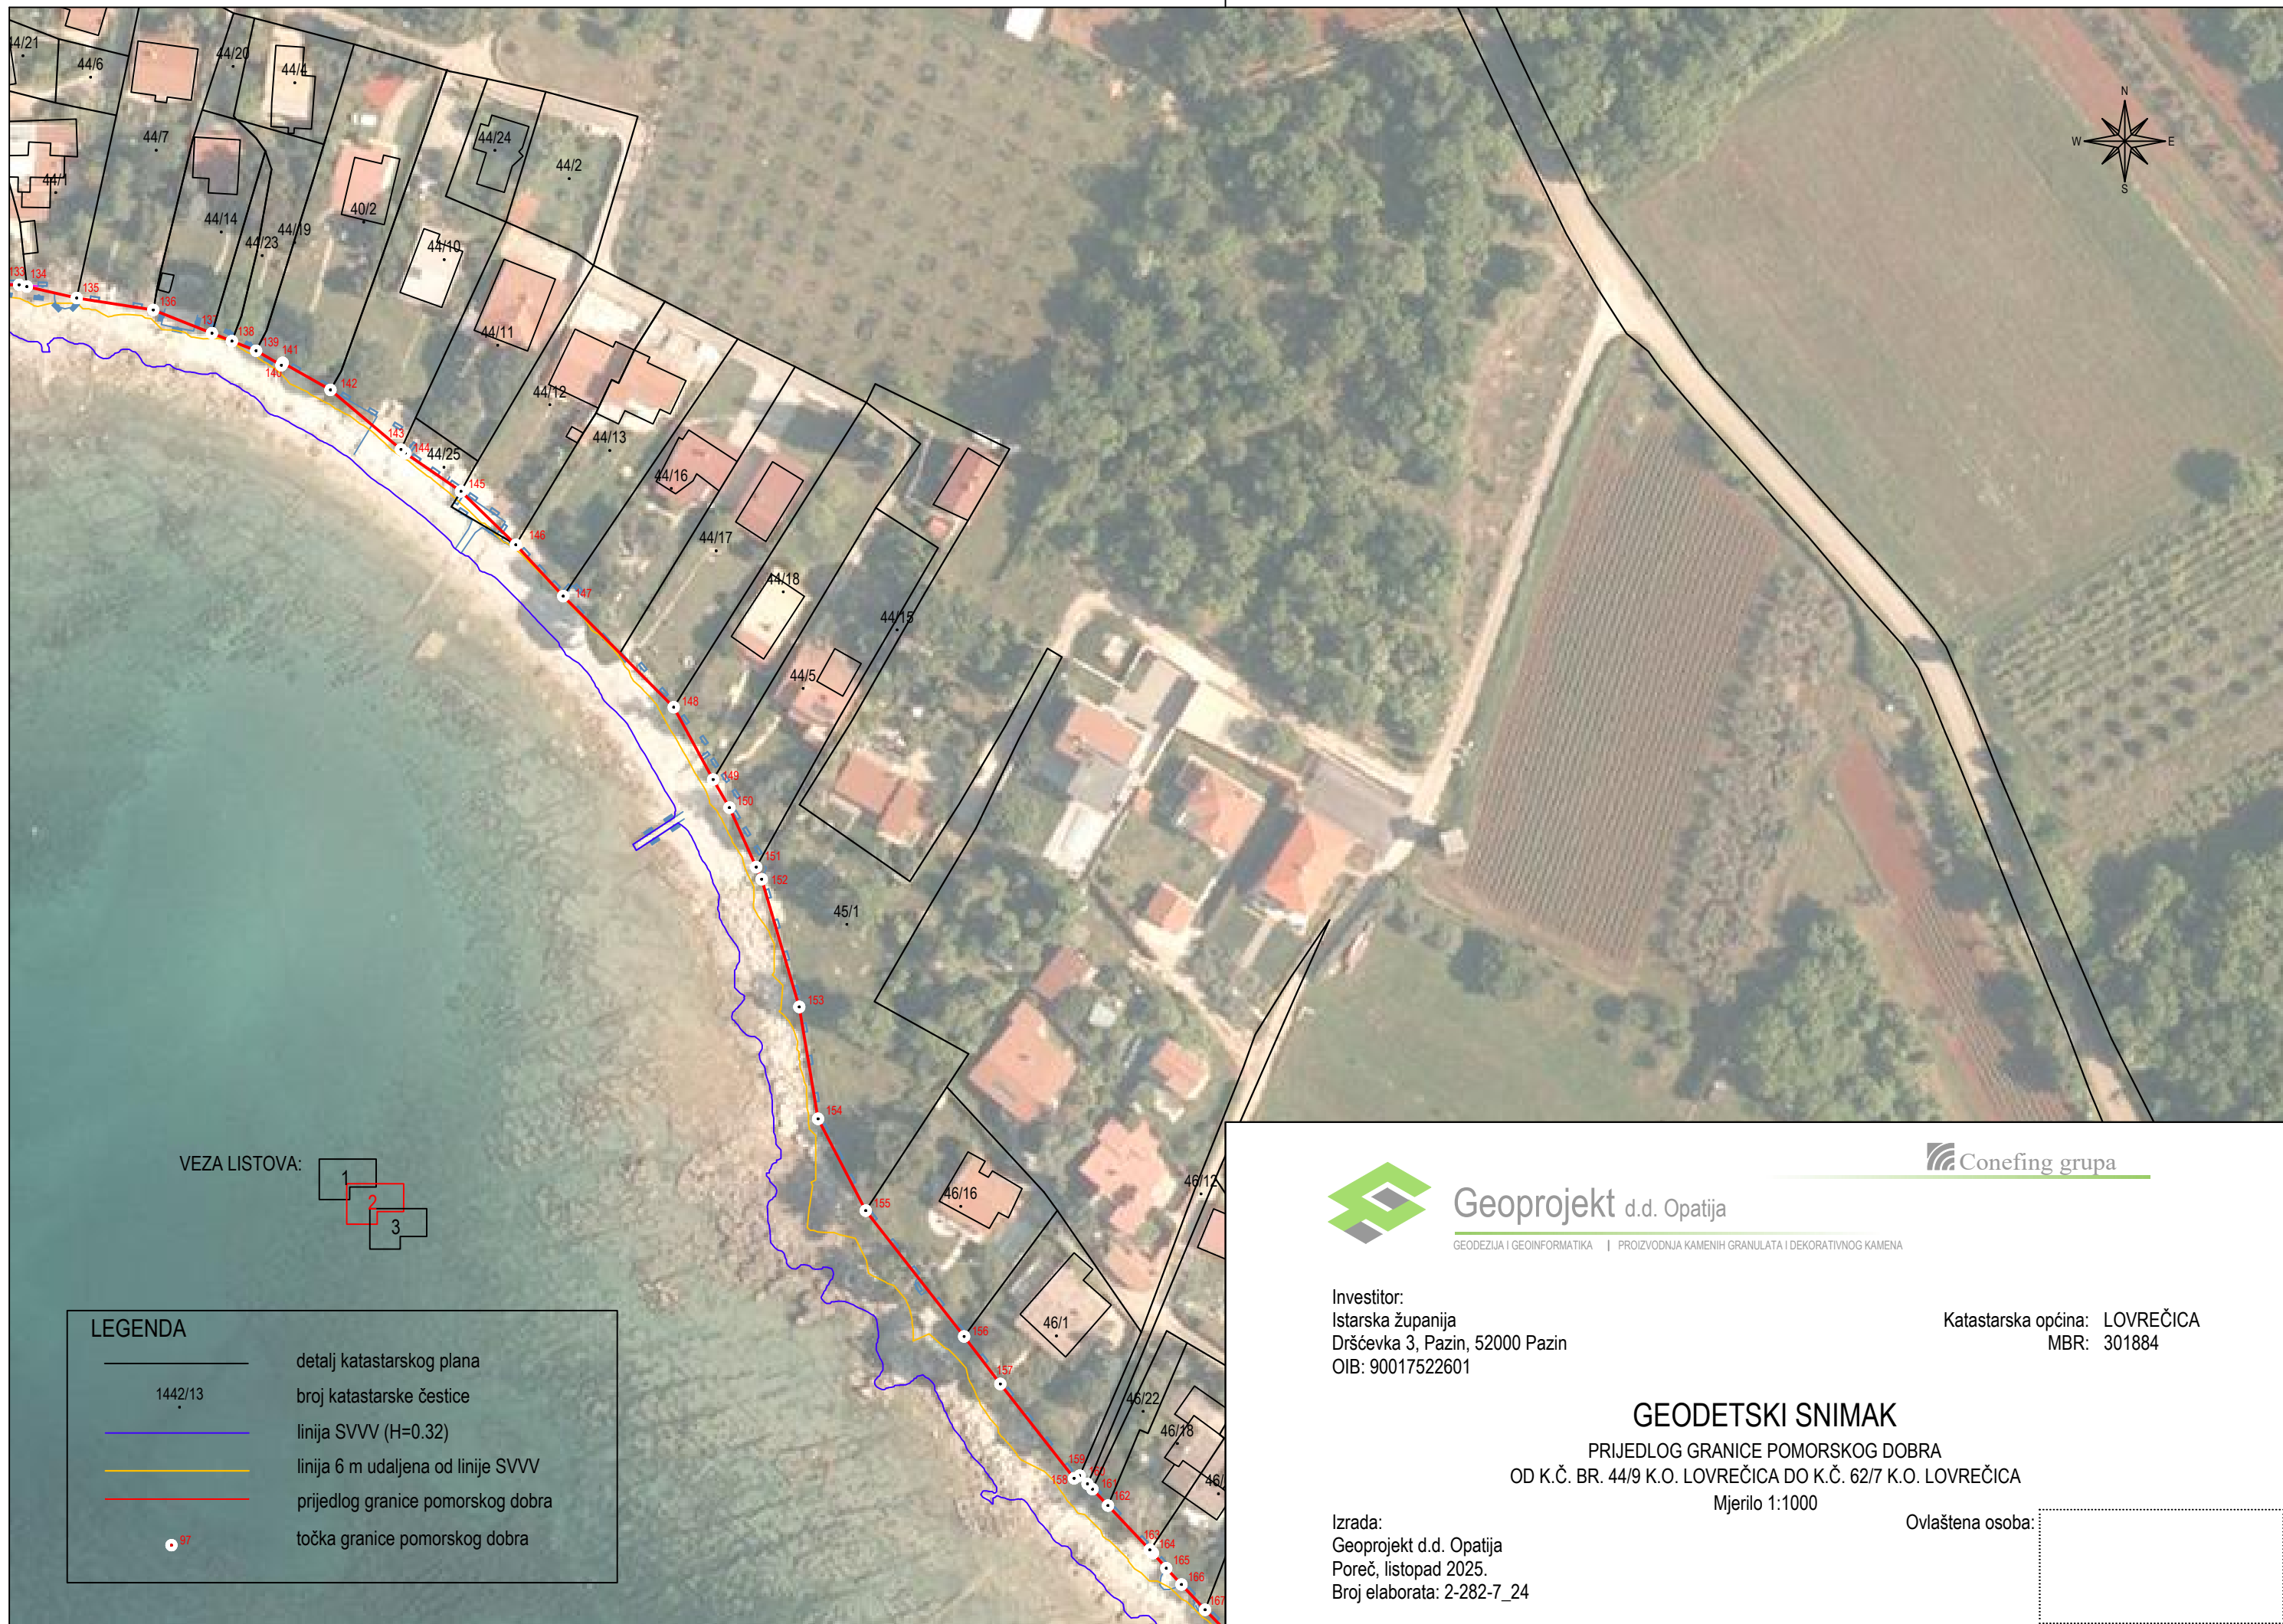 44/21
44/6
44/20
44/4
44/7
44/24
44/2
44/1
44/14
40/2
44/23
44/19
44/10
44/11
44/12
44/13
44/25
44/16
44/17
44/18
44/15
44/5
45/1
46/16
46/12
46/1
46/22
46/18
46/
133
134
135
136
137
138
139
140
141
142
143
144
145
146
147
148
149
150
151
152
153
154
155
156
157
158
159
160
161
162
163
164
165
166
167
N
W
E
S
VEZA LISTOVA:
1
2
3
LEGENDA
detalj katastarskog plana
1442/13
broj katastarske čestice
linija SVVV (H=0.32)
linija 6 m udaljena od linije SVVV
prijedlog granice pomorskog dobra
97
točka granice pomorskog dobra
Conefing grupa
Geoprojekt d.d. Opatija
GEODEZIJA I GEOINFORMATIKA | PROIZVODNJA KAMENIH GRANULATA I DEKORATIVNOG KAMENA
Investitor:
Istarska županija
Dršćevka 3, Pazin, 52000 Pazin
OIB: 90017522601
Katastarska općina: LOVREČICA
MBR: 301884
GEODETSKI SNIMAK
PRIJEDLOG GRANICE POMORSKOG DOBRA
OD K.Č. BR. 44/9 K.O. LOVREČICA DO K.Č. 62/7 K.O. LOVREČICA
Mjerilo 1:1000
Izrada:
Geoprojekt d.d. Opatija
Poreč, listopad 2025.
Broj elaborata: 2-282-7_24
Ovlaštena osoba: